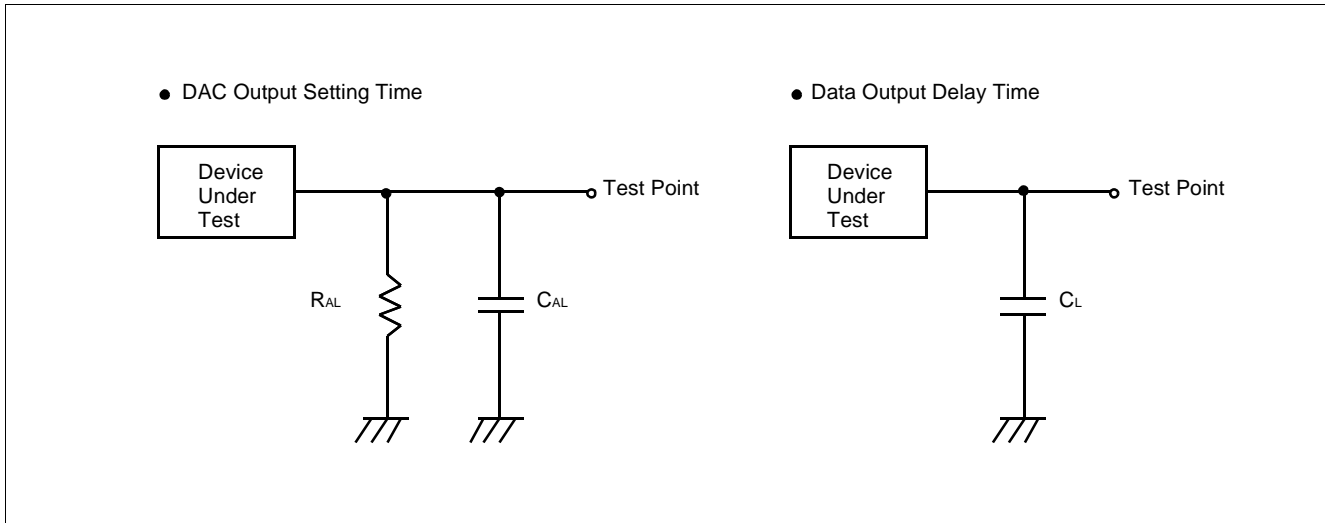 ● DAC Output Setting Time
Device
Under
Test
Test Point
RAL
CAL
● Data Output Delay Time
Device
Under
Test
Test Point
CL